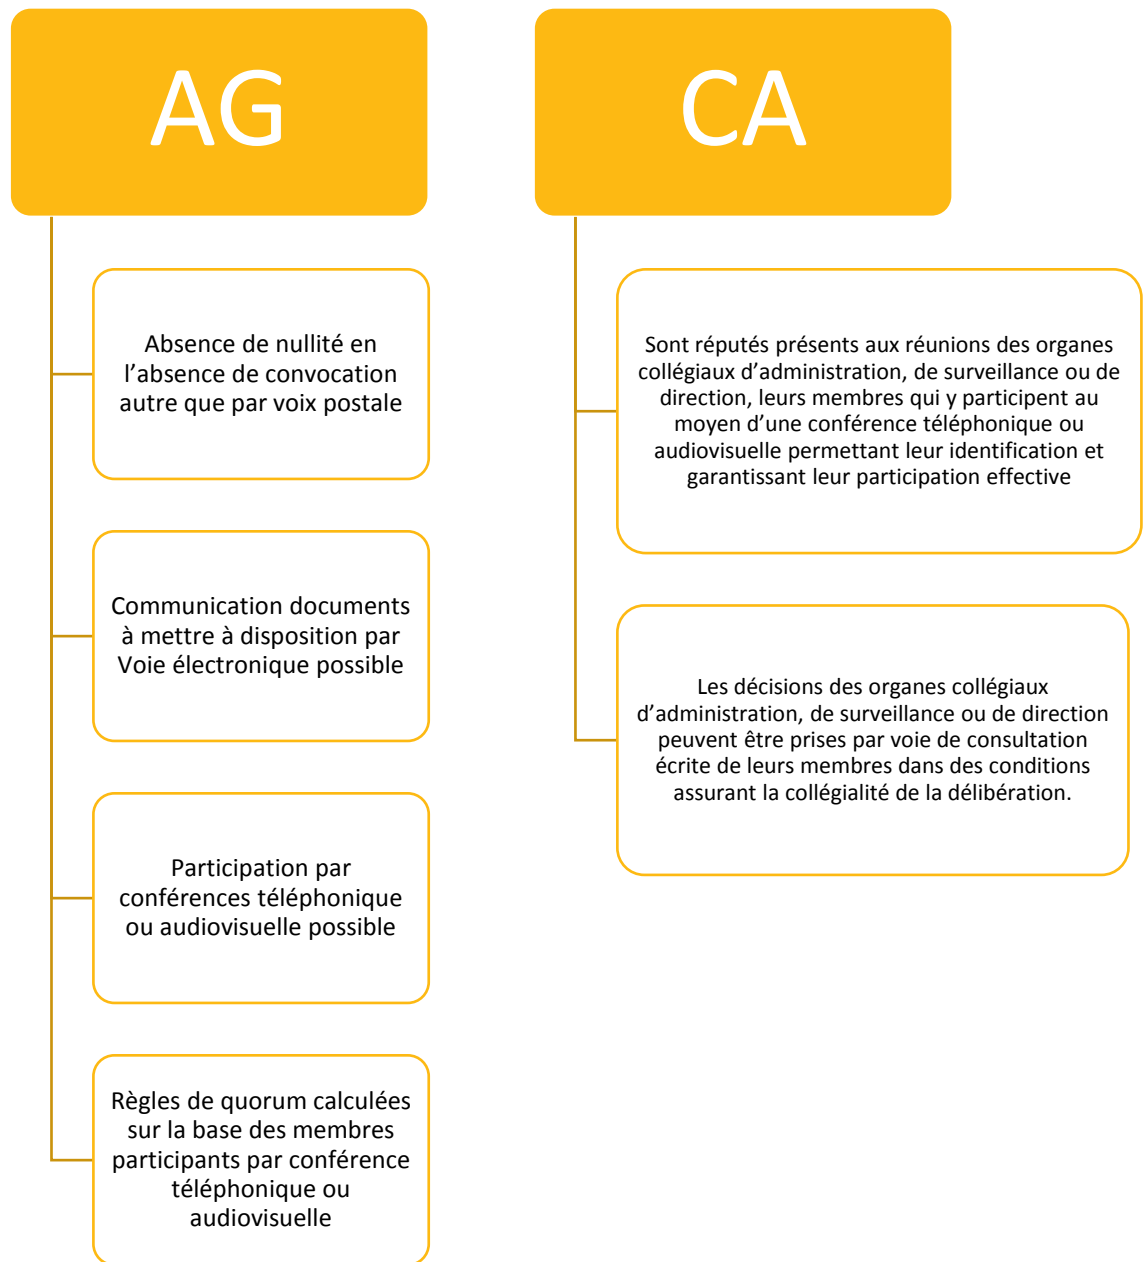 AG
Absence de nullité en
l’absence de convocation
autre que par voix postale
Communication documents
à mettre à disposition par
Voie électronique possible
Participation par
conférences téléphonique
ou audiovisuelle possible
Règles de quorum calculées
sur la base des membres
participants par conférence
téléphonique ou
audiovisuelle
CA
Sont réputés présents aux réunions des organes
collégiaux d’administration, de surveillance ou de
direction, leurs membres qui y participent au
moyen d’une conférence téléphonique ou
audiovisuelle permettant leur identification et
garantissant leur participation effective
Les décisions des organes collégiaux
d’administration, de surveillance ou de direction
peuvent être prises par voie de consultation
écrite de leurs membres dans des conditions
assurant la collégialité de la délibération.